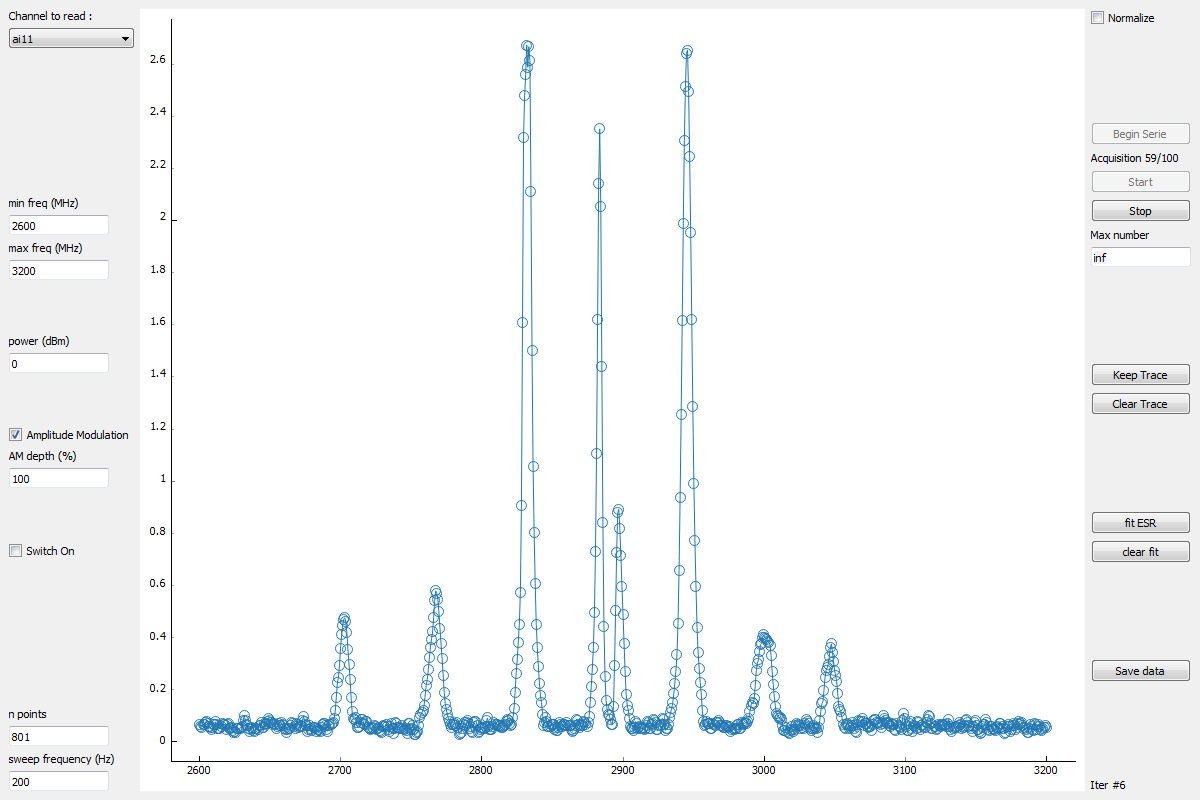 Channel to read :
ai11
min freq (MHz)
2600
max freq (MHz)
3200
power (dBm)
0
Amplitude Modulation
AM depth (%)
100
Switch On
n points
801
sweep frequency (Hz)
200
2.6
2.4
2.2
2
1.8
1.6
1.4
1.2
1
0.8
0.6
0.4
0.2
0
2600 2700 2800 2900 3000 3100 3200
Normalize
Begin Serie
Acquisition 59/100
Start
Stop
Max number
inf
Keep Trace
Clear Trace
fit ESR
clear fit
Save data
Iter #6